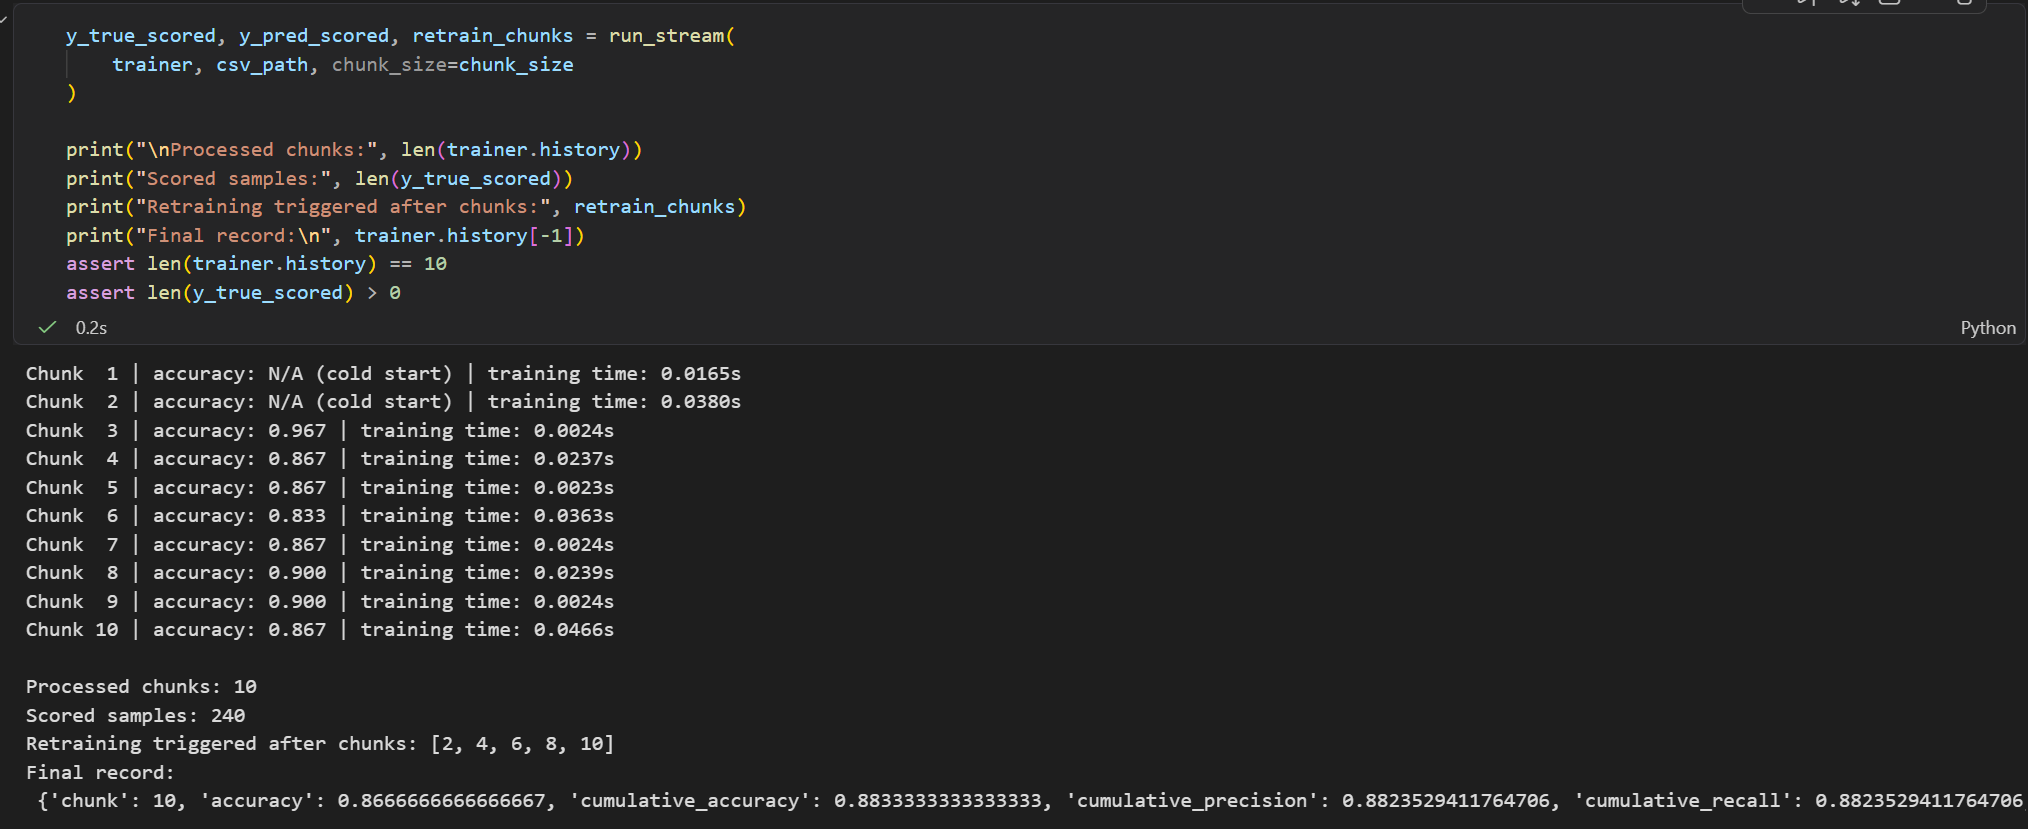 y_true_scored, y_pred_scored, retrain_chunks = run_stream(
    trainer, csv_path, chunk_size=chunk_size
)

print("\nProcessed chunks:", len(trainer.history))
print("Scored samples:", len(y_true_scored))
print("Retraining triggered after chunks:", retrain_chunks)
print("Final record:\n", trainer.history[-1])
assert len(trainer.history) == 10
assert len(y_true_scored) > 0
0.2s
Python
Chunk  1 | accuracy: N/A (cold start) | training time: 0.0165s
Chunk  2 | accuracy: N/A (cold start) | training time: 0.0380s
Chunk  3 | accuracy: 0.967 | training time: 0.0024s
Chunk  4 | accuracy: 0.867 | training time: 0.0237s
Chunk  5 | accuracy: 0.867 | training time: 0.0023s
Chunk  6 | accuracy: 0.833 | training time: 0.0363s
Chunk  7 | accuracy: 0.867 | training time: 0.0024s
Chunk  8 | accuracy: 0.900 | training time: 0.0239s
Chunk  9 | accuracy: 0.900 | training time: 0.0024s
Chunk 10 | accuracy: 0.867 | training time: 0.0466s

Processed chunks: 10
Scored samples: 240
Retraining triggered after chunks: [2, 4, 6, 8, 10]
Final record:
 {'chunk': 10, 'accuracy': 0.8666666666666667, 'cumulative_accuracy': 0.8833333333333333, 'cumulative_precision': 0.8823529411764706, 'cumulative_recall': 0.8823529411764706